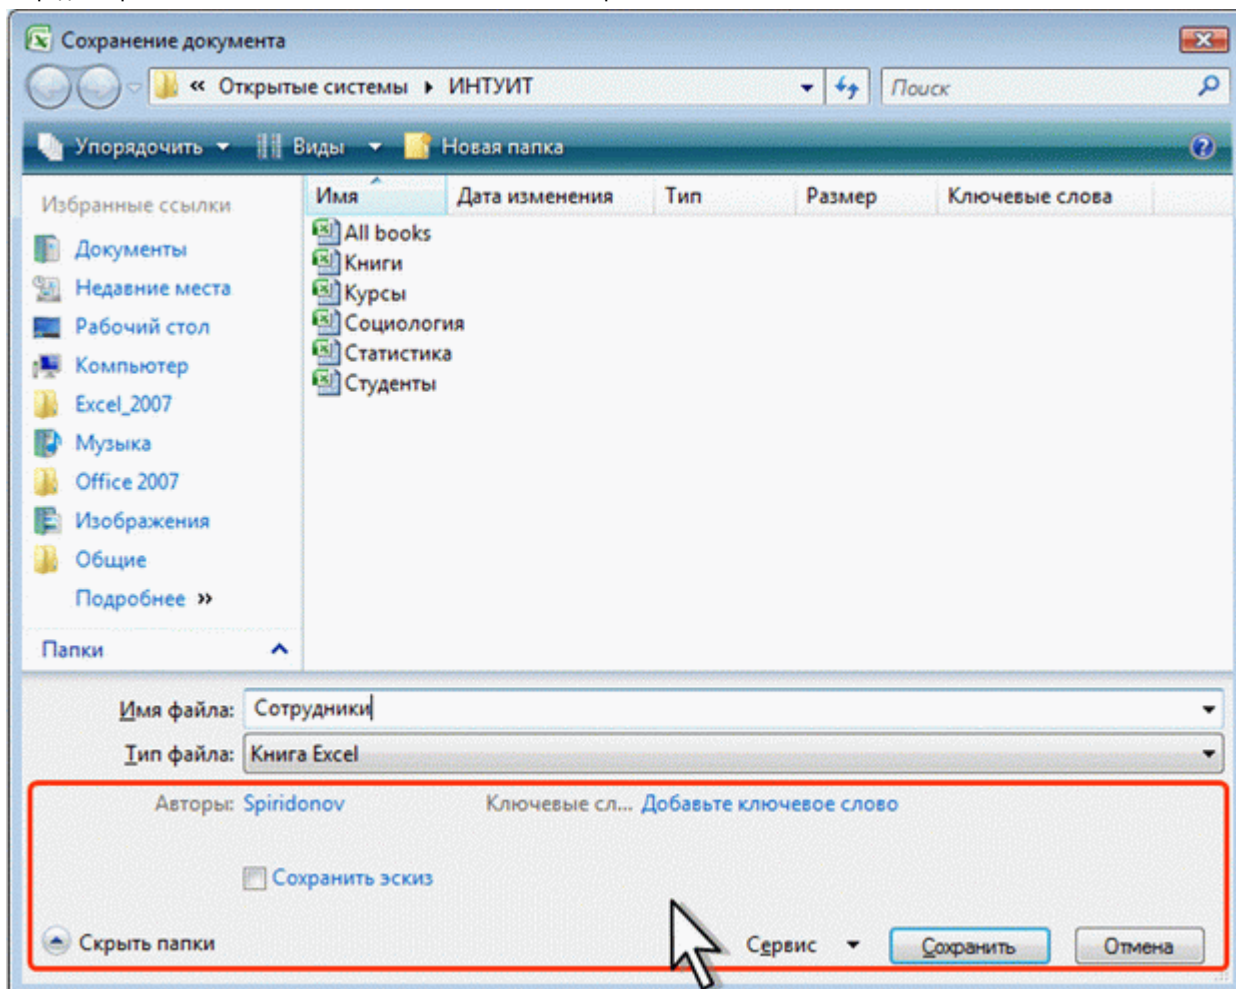 Сохранение документа
« Открытые системы ▸ ИНТУИТ
Поиск
Упорядочить
Виды
Новая папка
Избранные ссылки
Имя
Дата изменения
Тип
Размер
Ключевые слова
Документы
Недавние места
Рабочий стол
Компьютер
Excel_2007
Музыка
Office 2007
Изображения
Общие
Подробнее »
Папки
All books
Книги
Курсы
Социология
Статистика
Студенты
Имя файла: Сотрудники
Тип файла: Книга Excel
Авторы: Spiridonov Ключевые сл... Добавьте ключевое слово
Сохранить эскиз
Скрыть папки
Сервис
Сохранить
Отмена